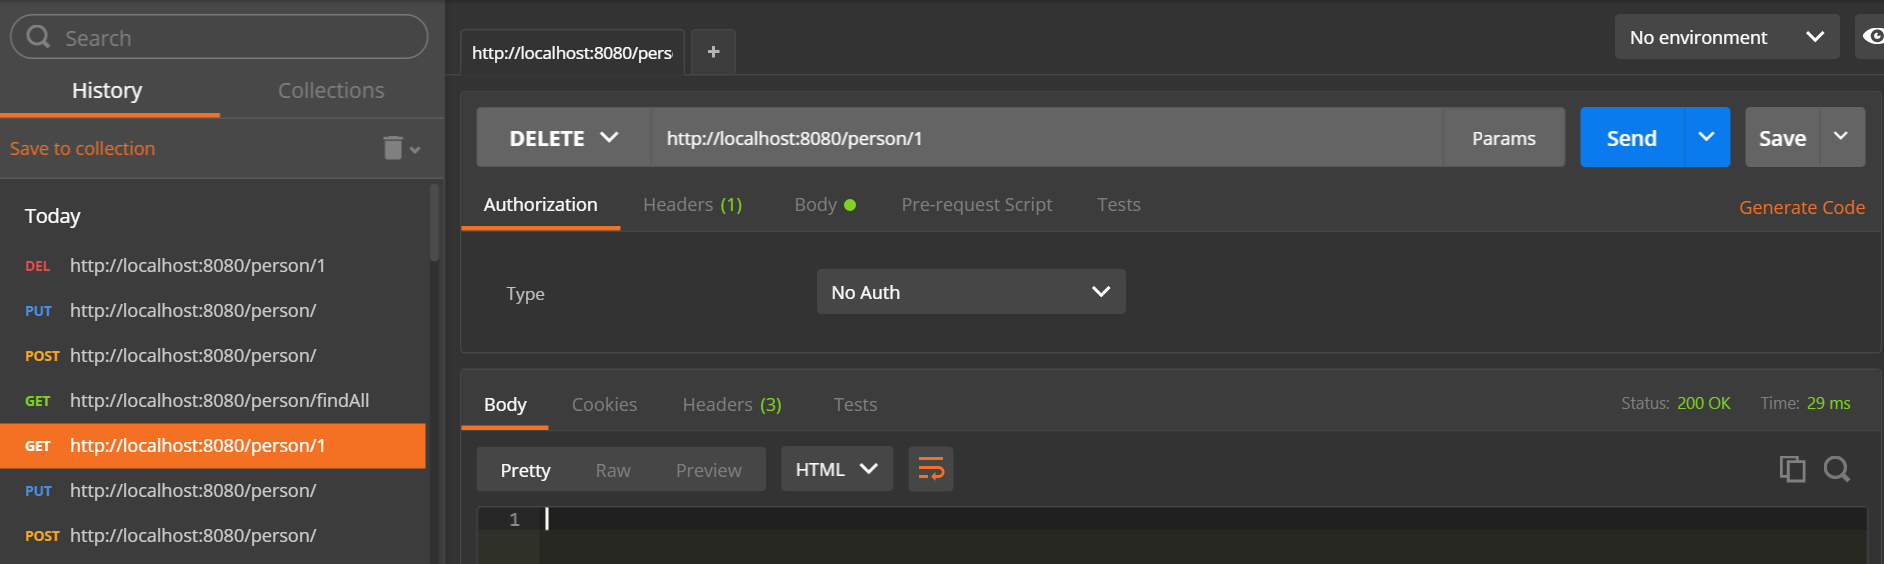 Search
History Collections
Save to collection
Today
DEL http://localhost:8080/person/1
PUT http://localhost:8080/person/
POST http://localhost:8080/person/
GET http://localhost:8080/person/findAll
GET http://localhost:8080/person/1
PUT http://localhost:8080/person/
POST http://localhost:8080/person/
http://localhost:8080/pers +
No environment
DELETE http://localhost:8080/person/1 Params Send Save
Authorization Headers (1) Body Pre-request Script Tests Generate Code
Type No Auth
Body Cookies Headers (3) Tests Status: 200 OK Time: 29 ms
Pretty Raw Preview HTML
1